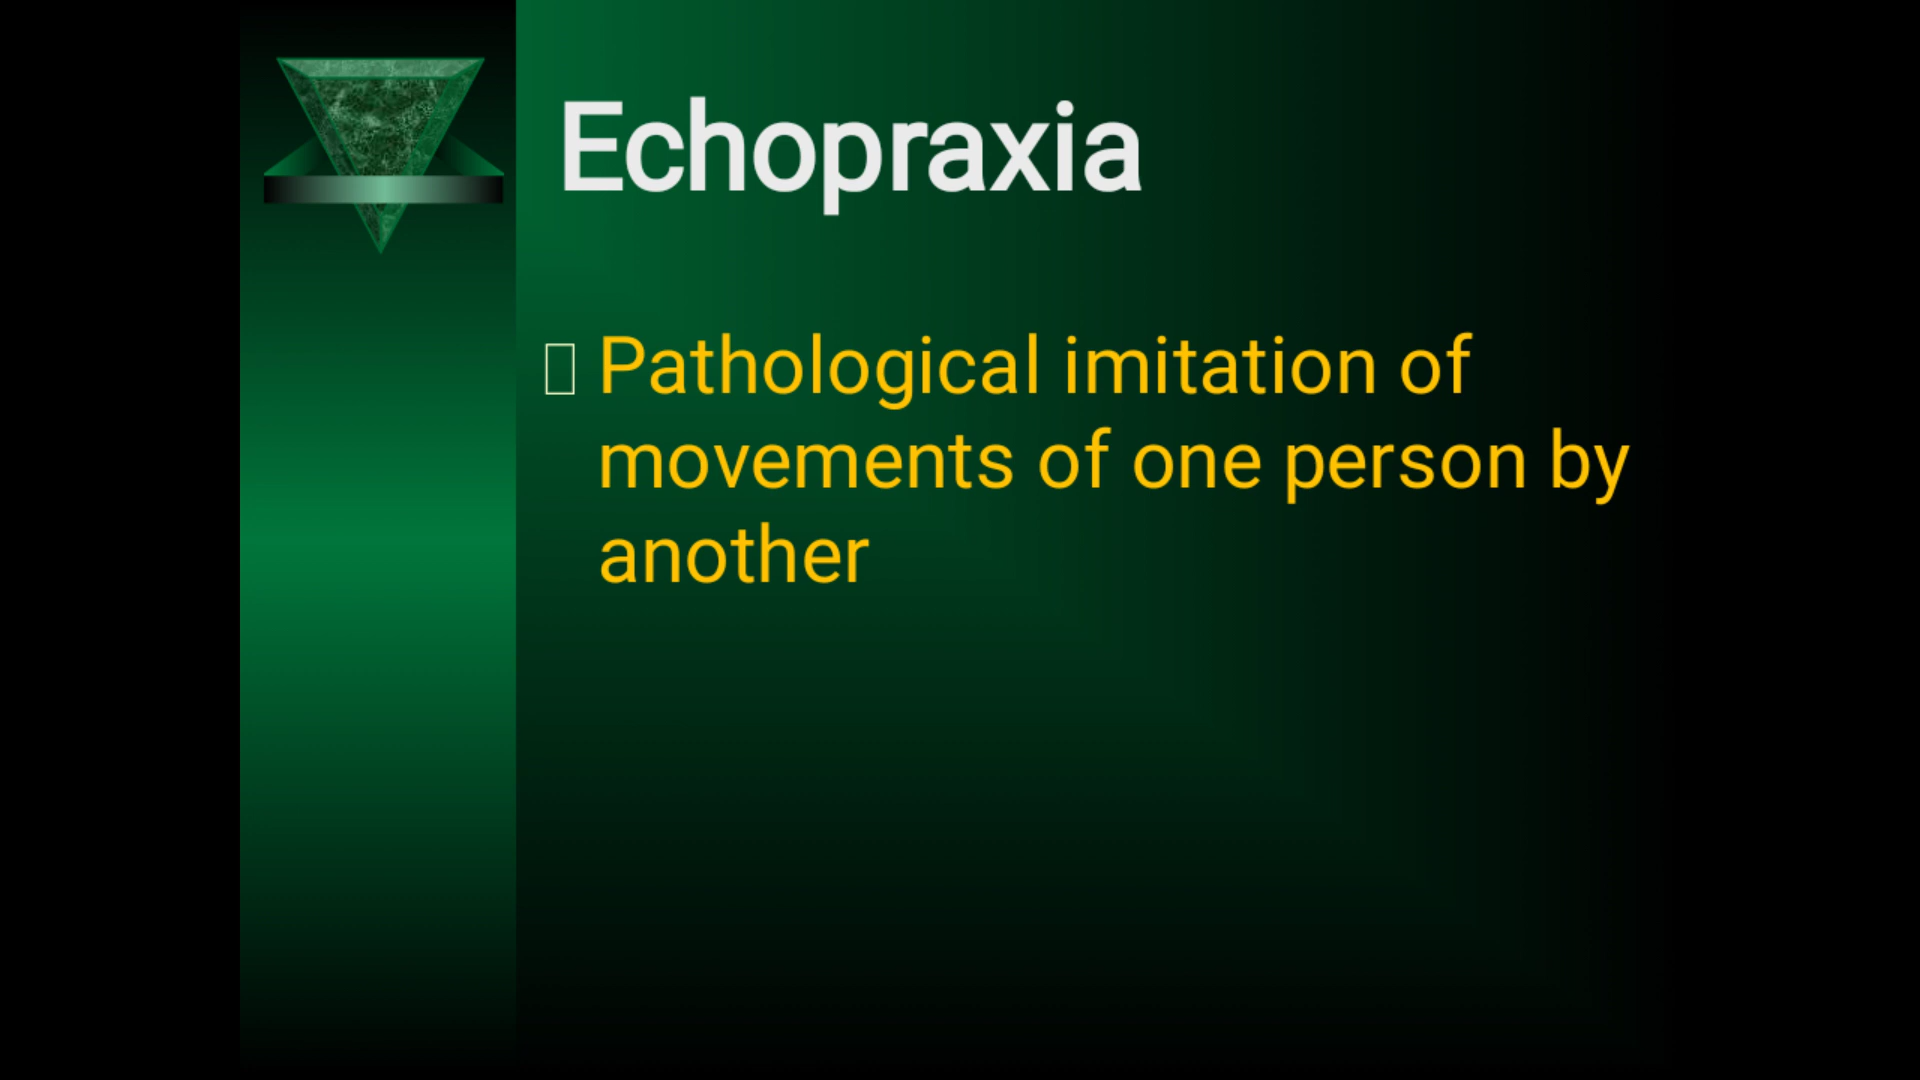 Echopraxia
Pathological imitation of
movements of one person by
another